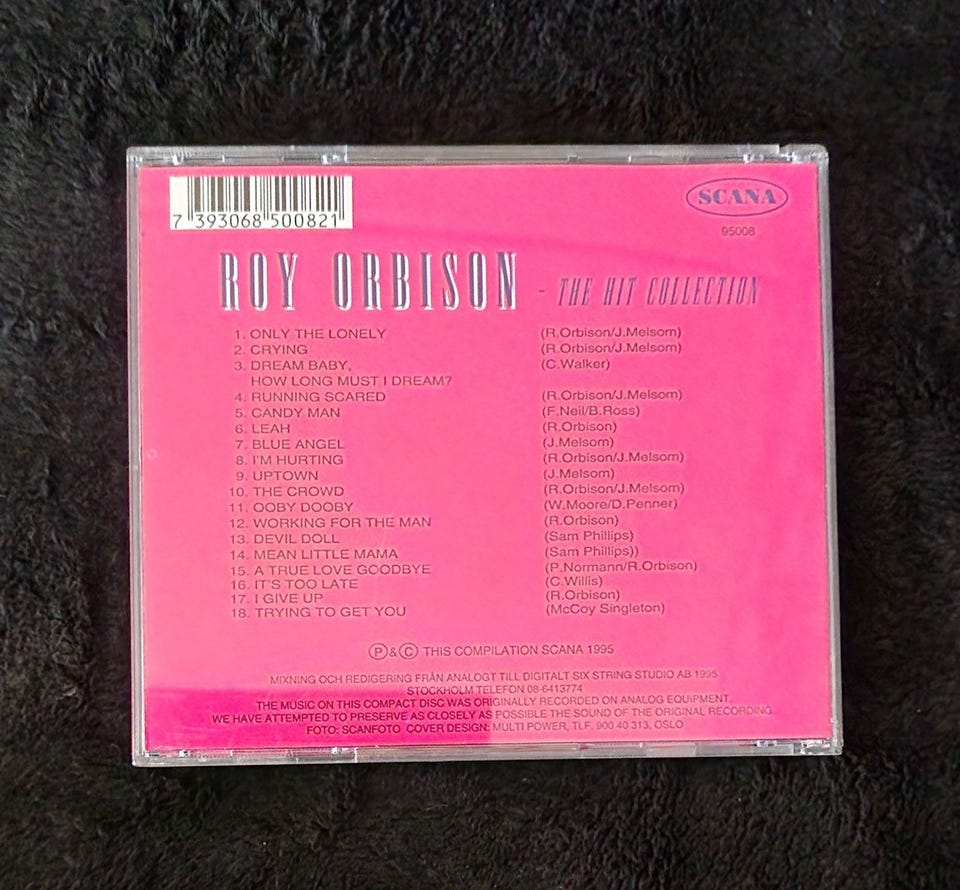 7 393068 500821
SCANA
95008
ROY ORBISON - THE HIT COLLECTION
1. ONLY THE LONELY (R.Orbison/J.Melsom)
2. CRYING (R.Orbison/J.Melsom)
3. DREAM BABY, (C.Walker)
HOW LONG MUST I DREAM?
4. RUNNING SCARED (R.Orbison/J.Melsom)
5. CANDY MAN (F.Neil/B.Ross)
6. LEAH (R.Orbison)
7. BLUE ANGEL (J.Melsom)
8. I'M HURTING (R.Orbison/J.Melsom)
9. UPTOWN (J.Melsom)
10. THE CROWD (R.Orbison/J.Melsom)
11. OOBY DOOBY (W.Moore/D.Penner)
12. WORKING FOR THE MAN (R.Orbison)
13. DEVIL DOLL (Sam Phillips)
14. MEAN LITTLE MAMA (Sam Phillips))
15. A TRUE LOVE GOODBYE (P.Normann/R.Orbison)
16. IT'S TOO LATE (C.Willis)
17. I GIVE UP (R.Orbison)
18. TRYING TO GET YOU (McCoy Singleton)
Ⓟ & Ⓒ THIS COMPILATION SCANA 1995
MIXNING OCH REDIGERING FRÅN ANALOGT TILL DIGITALT SIX STRING STUDIO AB 1995
STOCKHOLM TELEFON 08-6413774
THE MUSIC ON THIS COMPACT DISC WAS ORIGINALLY RECORDED ON ANALOG EQUIPMENT.
WE HAVE ATTEMPTED TO PRESERVE AS CLOSELY AS POSSIBLE THE SOUND OF THE ORIGINAL RECORDING.
FOTO: SCANFOTO COVER DESIGN: MULTI POWER, TLF. 900 40 313, OSLO